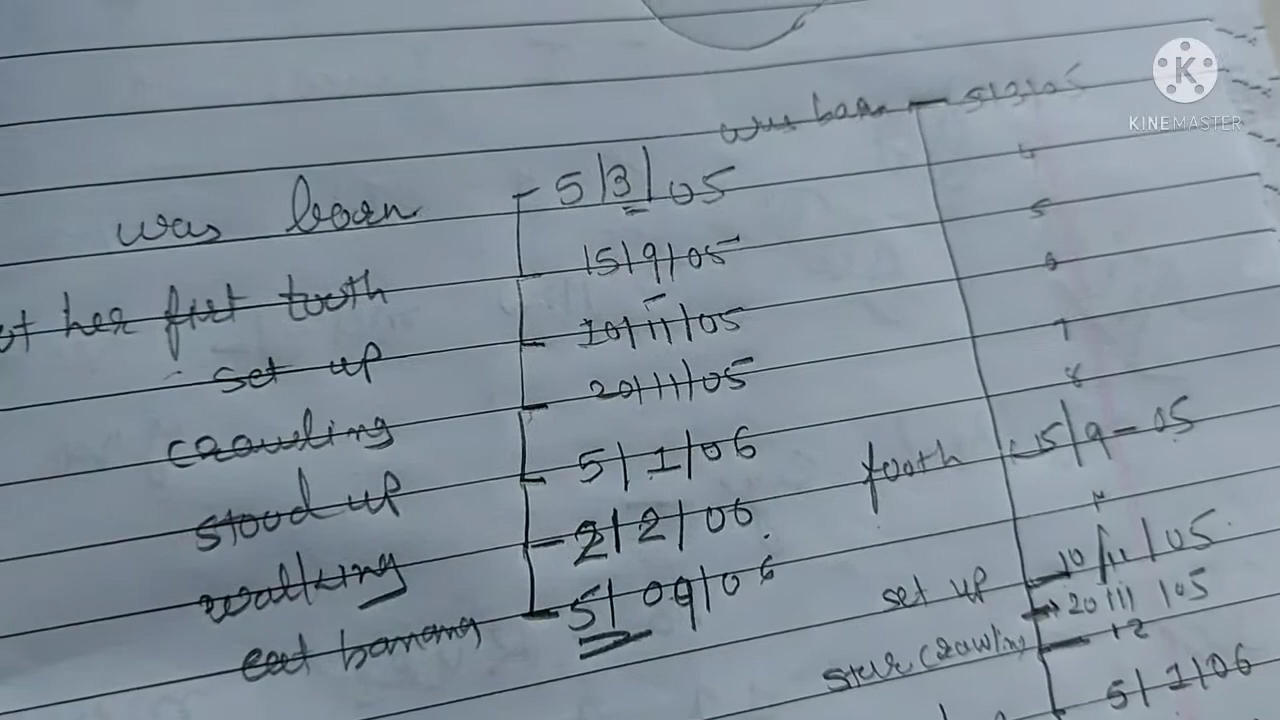 was born - 5/3/05
her first tooth 15/9/05
set up 10/11/05
crawling 20/11/05
stood up 5/1/06
walking 2/2/06
eat banana 5/09/06
was born - 5/3/05
4
5
6
7
8
tooth 15/9-05
set up 10/11/05
20/11/05
12
5/1/06
KINEMASTER